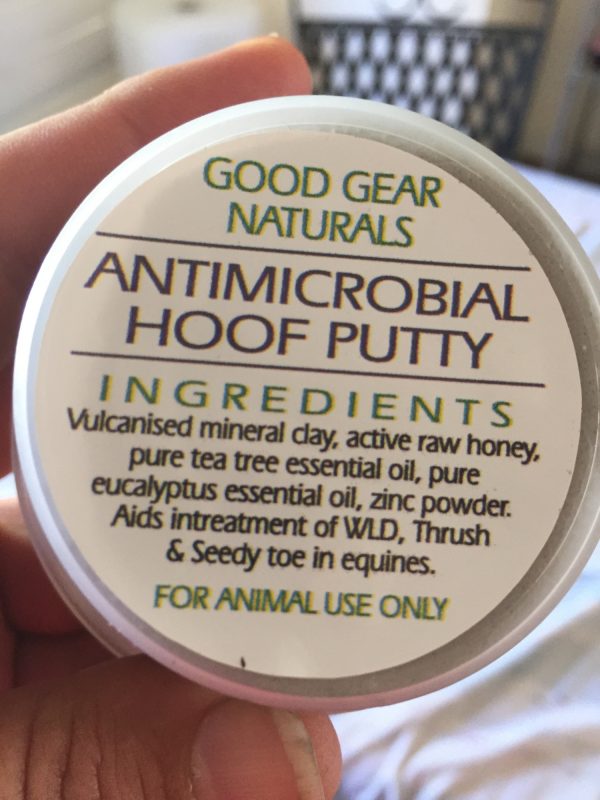 GOOD GEAR
NATURALS
ANTIMICROBIAL
HOOF PUTTY
INGREDIENTS
Vulcanised mineral clay, active raw honey,
pure tea tree essential oil, pure
eucalyptus essential oil, zinc powder.
Aids intreatment of WLD, Thrush
& Seedy toe in equines.
FOR ANIMAL USE ONLY